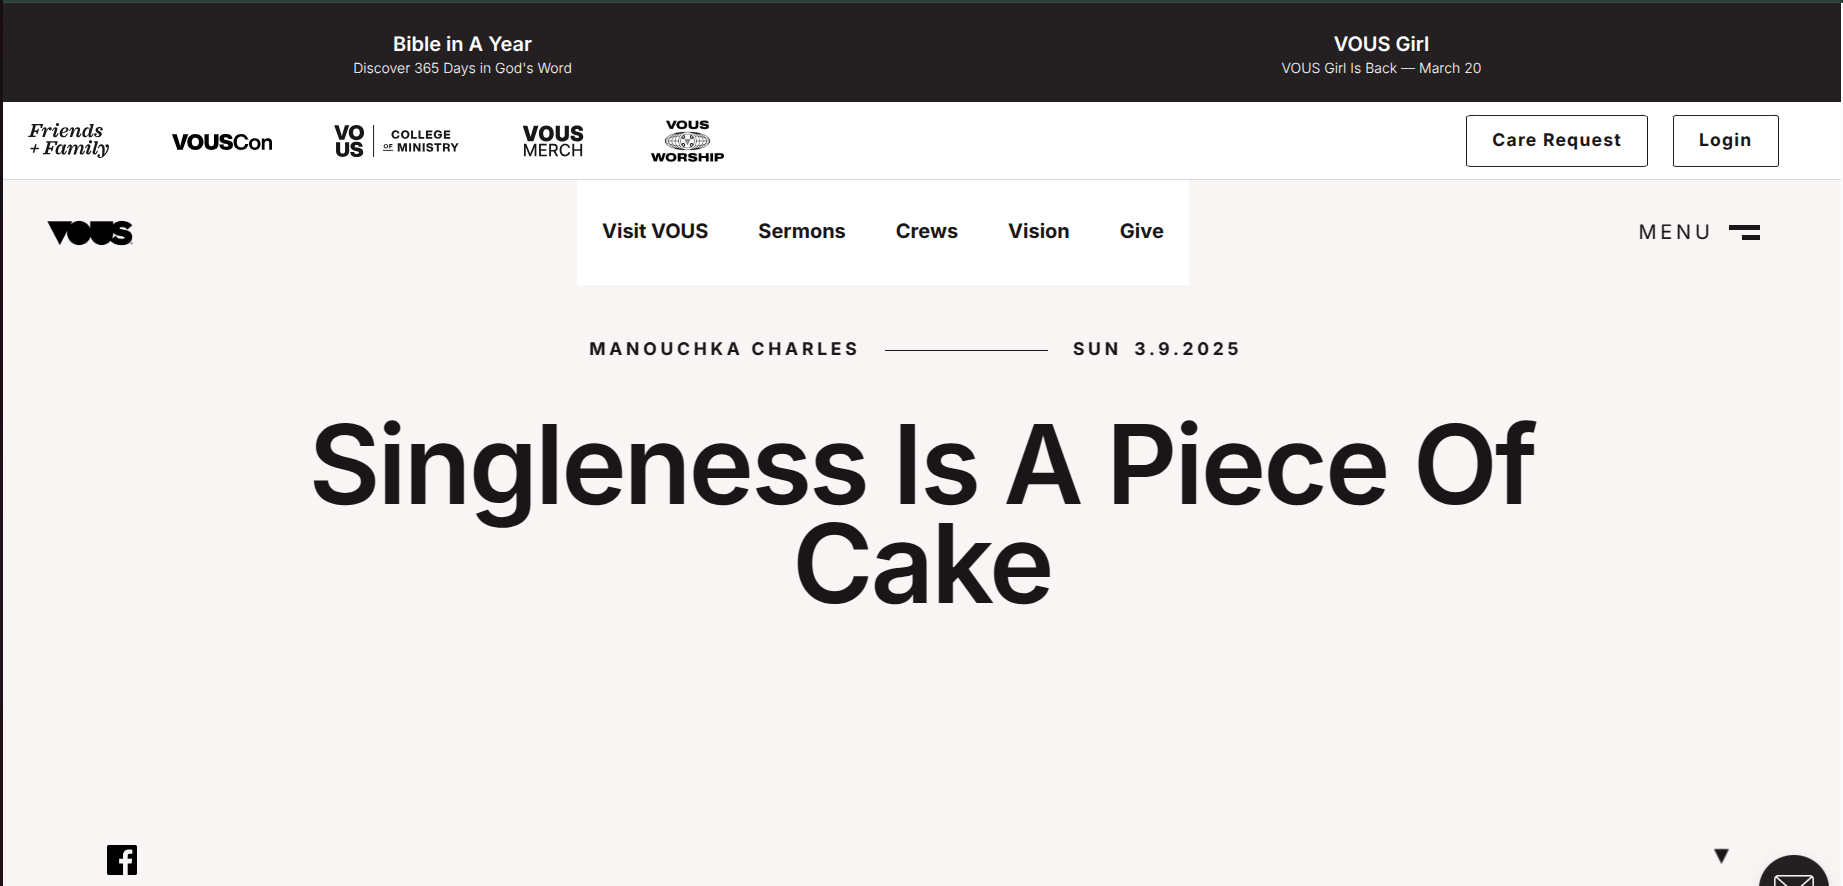 Bible in A Year
Discover 365 Days in God's Word
VOUS Girl
VOUS Girl Is Back — March 20
Friends
+ Family
VOUSCon
VO
US
COLLEGE
OF MINISTRY
VOUS
MERCH
VOUS
WORSHIP
Care Request
Login
VOUS
Visit VOUS
Sermons
Crews
Vision
Give
MENU
MANOUCHKA CHARLES
SUN 3.9.2025
Singleness Is A Piece Of
Cake